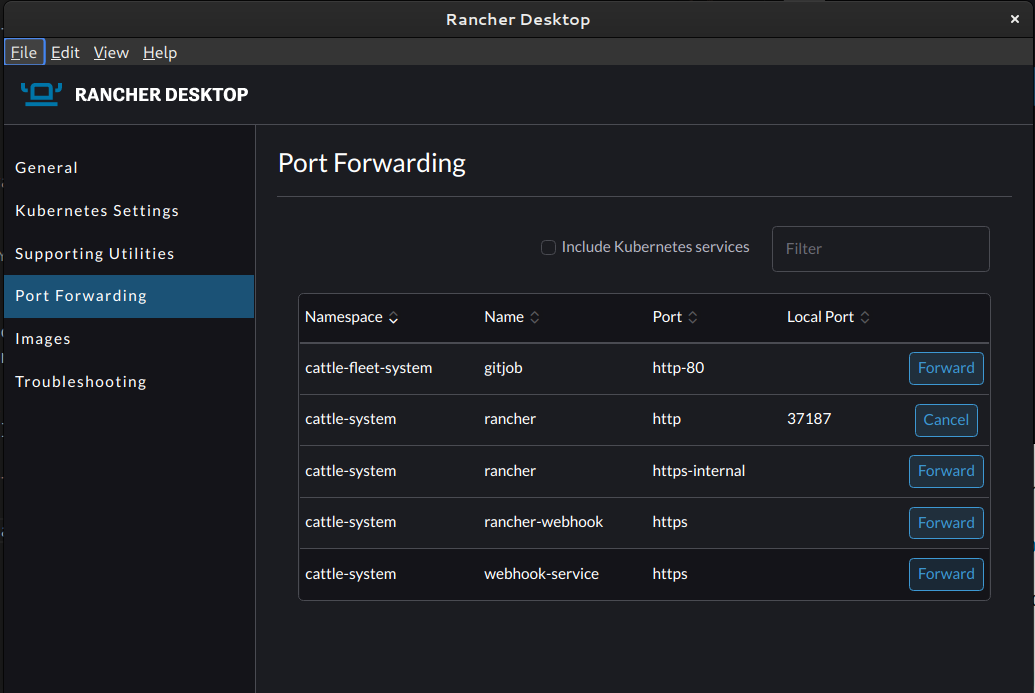 Rancher Desktop
File Edit View Help
RANCHER DESKTOP
General
Kubernetes Settings
Supporting Utilities
Port Forwarding
Images
Troubleshooting
Port Forwarding
Include Kubernetes services Filter
Namespace Name Port Local Port
cattle-fleet-system gitjob http-80 Forward
cattle-system rancher http 37187 Cancel
cattle-system rancher https-internal Forward
cattle-system rancher-webhook https Forward
cattle-system webhook-service https Forward